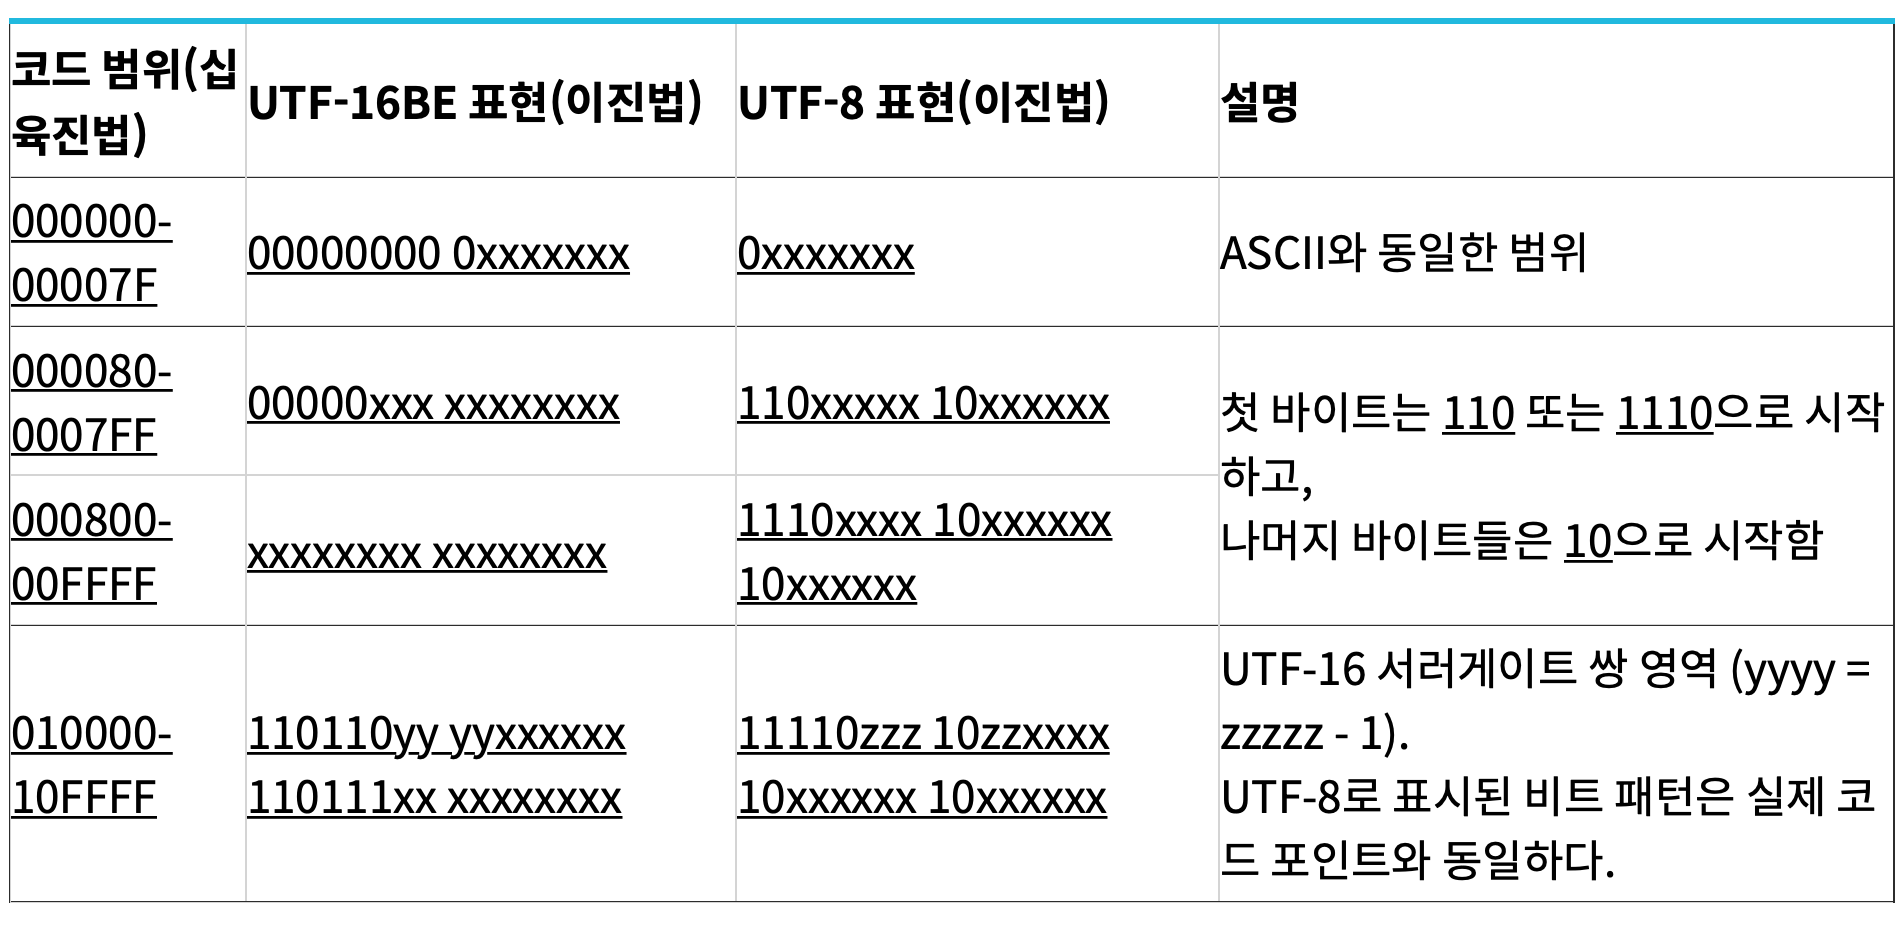 코드 범위(십
육진법)
UTF-16BE 표현(이진법)
UTF-8 표현(이진법)
설명
000000-
00007F
00000000 0xxxxxxx
0xxxxxxx
ASCII와 동일한 범위
000080-
0007FF
00000xxx xxxxxxxx
110xxxxx 10xxxxxx
첫 바이트는 110 또는 1110으로 시작
하고,
나머지 바이트들은 10으로 시작함
000800-
00FFFF
xxxxxxxx xxxxxxxx
1110xxxx 10xxxxxx
10xxxxxx
010000-
10FFFF
110110yy yyxxxxxx
110111xx xxxxxxxx
11110zzz 10zzxxxx
10xxxxxx 10xxxxxx
UTF-16 서러게이트 쌍 영역 (yyyy =
zzzzz - 1).
UTF-8로 표시된 비트 패턴은 실제 코
드 포인트와 동일하다.